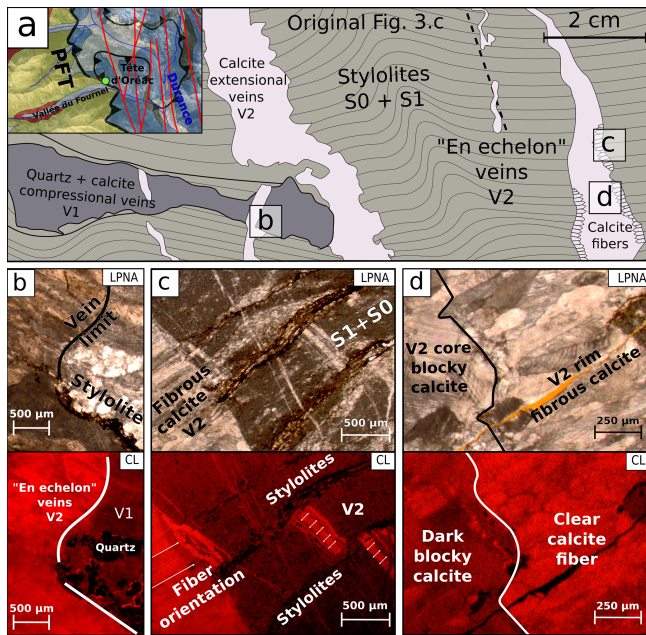 a
PFT
Tête
d'Oréac
Durance
Vallée du Fournel
Calcite
extensional
veins
V2
Original Fig. 3.c
Stylolites
S0 + S1
2 cm
"En echelon"
veins
V2
Quartz + calcite
compressional veins
V1
b
c
d
Calcite
fibers
b
LPNA
Vein
limit
Stylolite
500 µm
c
LPNA
S1+S0
Fibrous
calcite
V2
500 µm
d
LPNA
V2 core
blocky
calcite
V2 rim
fibrous calcite
250 µm
CL
"En echelon"
veins
V2
V1
Quartz
500 µm
CL
Stylolites
V2
Fiber
orientation
Stylolites
500 µm
CL
Dark
blocky
calcite
Clear
calcite
fiber
250 µm